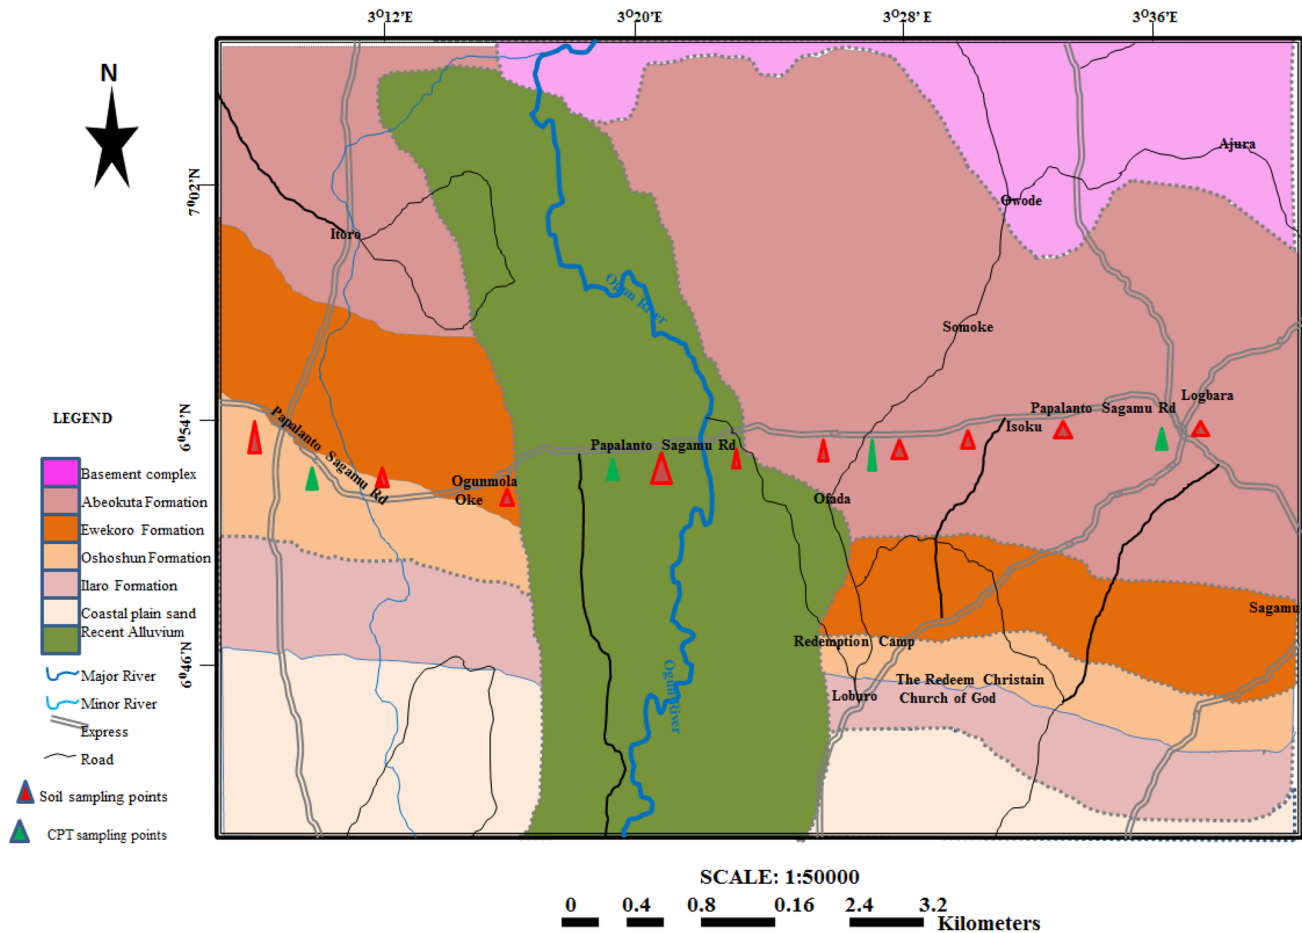 3⁰12'E
3⁰20'E
3⁰28' E
3⁰36'E
N
7⁰02'N
6⁰54'N
6⁰46'N
Ajura
Owode
Itoro
Ogun River
Somoke
Logbara
Papalanto Sagamu Rd
Isoku
Papalanto Sagamu Rd
Papalanto Sagamu Rd
Ogunmola
Oke
Ofada
Sagamu
Redemption Camp
The Redeem Christain
Church of God
Loburo
Ogun River
LEGEND
Basement complex
Abeokuta Formation
Ewekoro Formation
Oshoshun Formation
Ilaro Formation
Coastal plain sand
Recent Alluvium
Major River
Minor River
Express
Road
Soil sampling points
CPT sampling points
SCALE: 1:50000
0 0.4 0.8 0.16 2.4 3.2
Kilometers